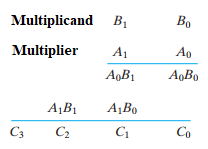 Multiplicand B₁ B₀
Multiplier A₁ A₀
A₀B₁ A₀B₀
A₁B₁ A₁B₀
C₃ C₂ C₁ C₀